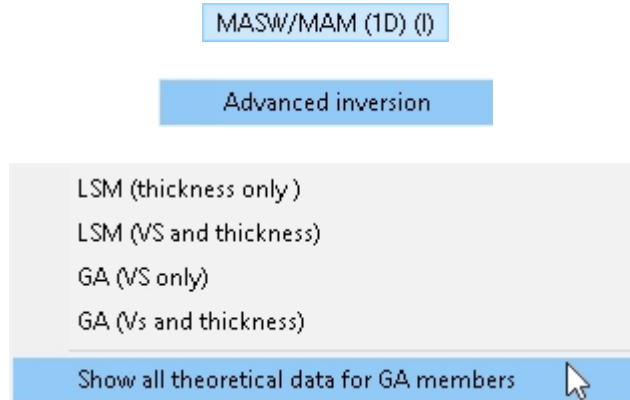 MASW/MAM (1D) (I)
Advanced inversion
LSM (thickness only )
LSM (VS and thickness)
GA (VS only)
GA (Vs and thickness)
Show all theoretical data for GA members